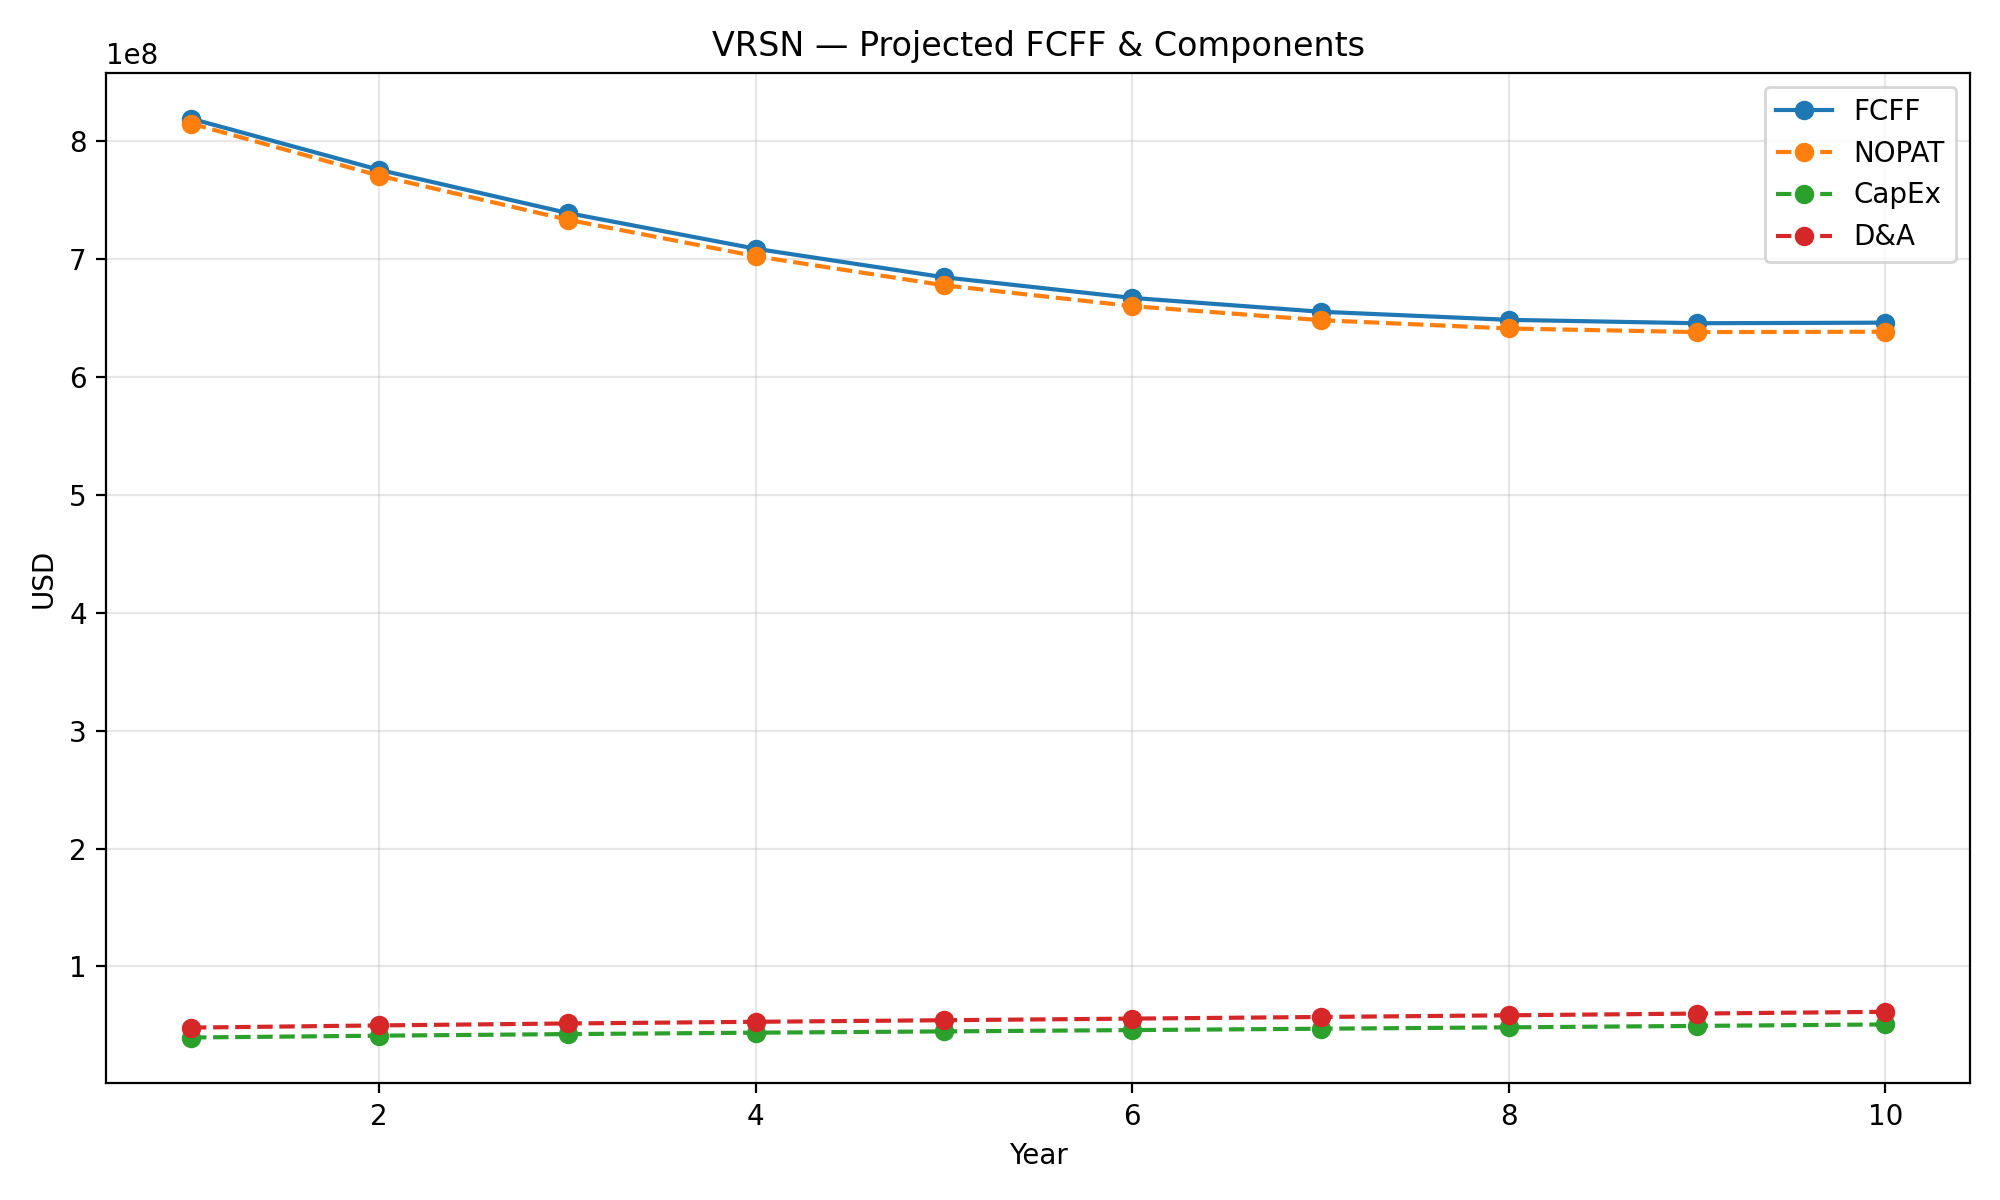 VRSN — Projected FCFF & Components
1e8
FCFF
NOPAT
CapEx
D&A
8
7
6
5
4
3
2
1
USD
2 4 6 8 10
Year